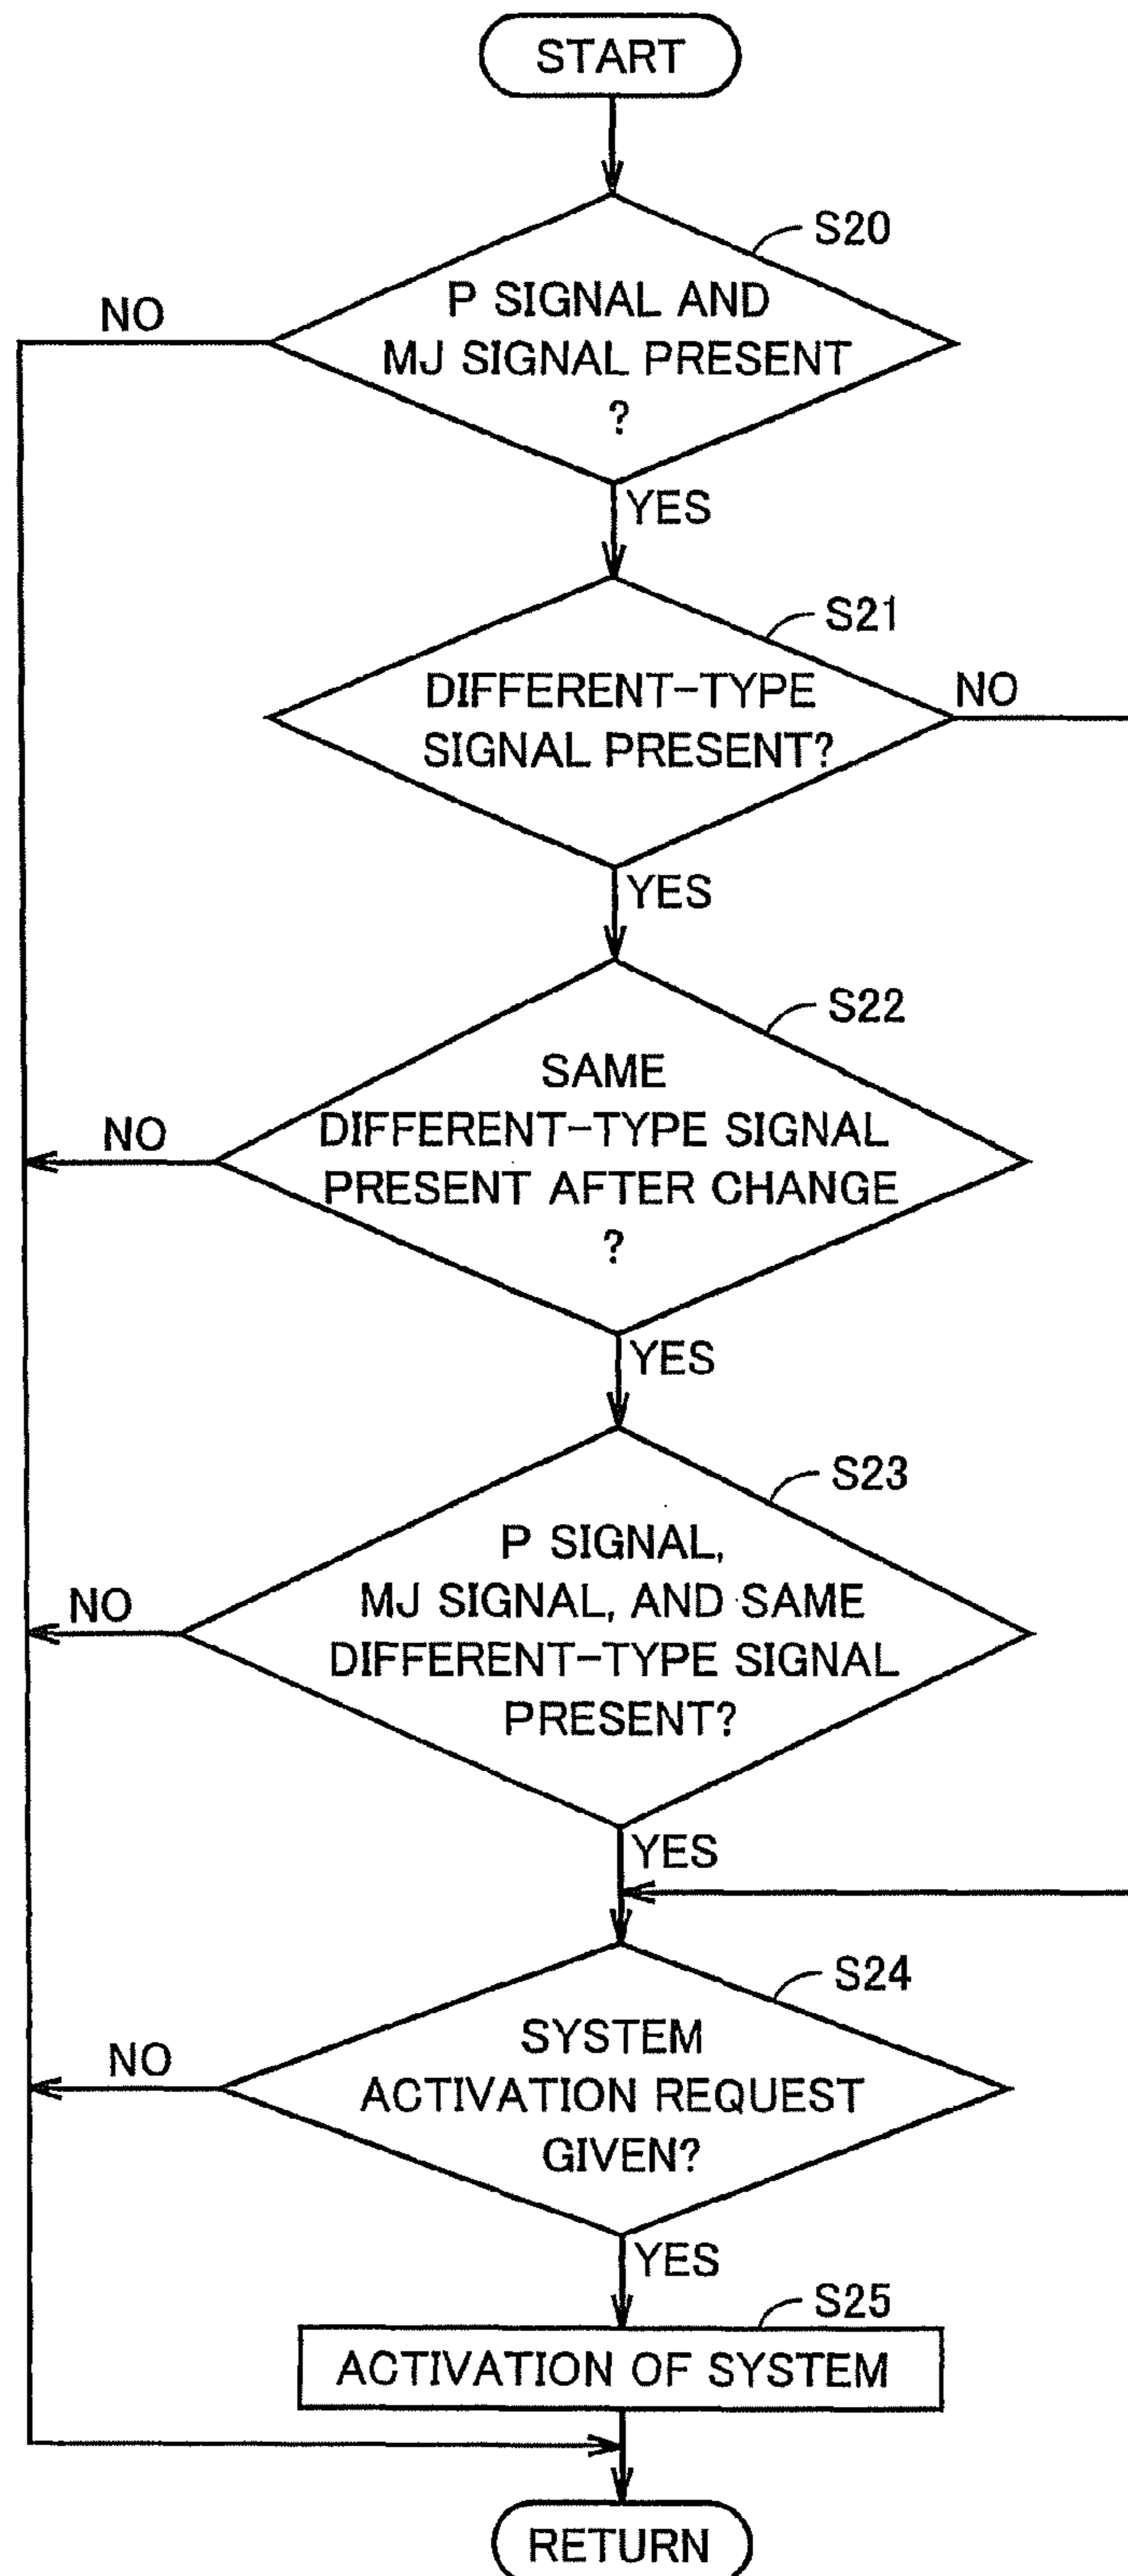 START
S20
P SIGNAL AND
MJ SIGNAL PRESENT
?
NO
YES
S21
DIFFERENT-TYPE
SIGNAL PRESENT?
NO
YES
S22
SAME
DIFFERENT-TYPE SIGNAL
PRESENT AFTER CHANGE
?
NO
YES
S23
P SIGNAL,
MJ SIGNAL, AND SAME
DIFFERENT-TYPE SIGNAL
PRESENT?
NO
YES
S24
SYSTEM
ACTIVATION REQUEST
GIVEN?
NO
YES
S25
ACTIVATION OF SYSTEM
RETURN